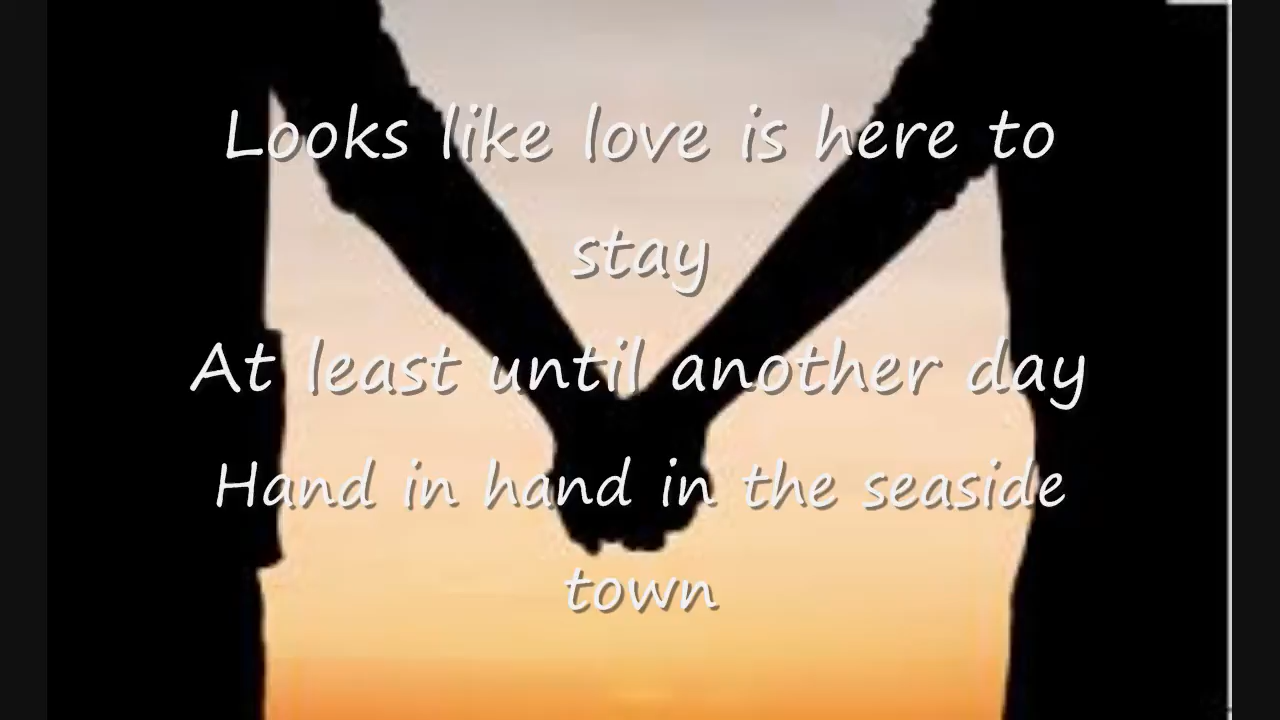 Looks like love is here to
stay
At least until another day
Hand in hand in the seaside
town